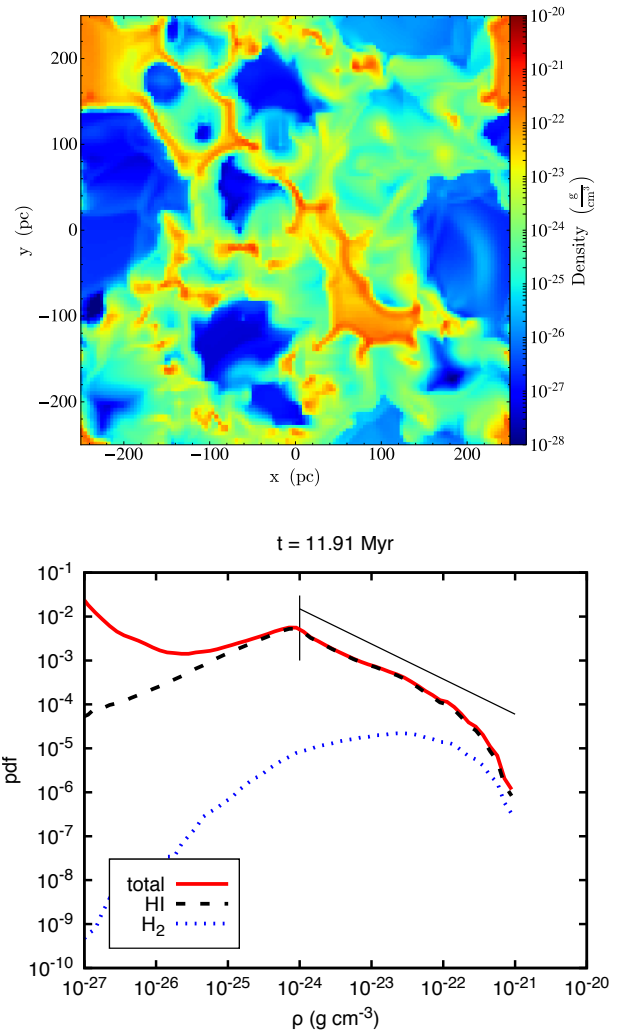 200
100
0
−100
−200
y (pc)
−200 −100 0 100 200
x (pc)
10⁻²⁰
10⁻²¹
10⁻²²
10⁻²³
10⁻²⁴
10⁻²⁵
10⁻²⁶
10⁻²⁷
10⁻²⁸
Density (g/cm³)
t = 11.91 Myr
10⁻¹
10⁻²
10⁻³
10⁻⁴
10⁻⁵
10⁻⁶
10⁻⁷
10⁻⁸
10⁻⁹
10⁻¹⁰
pdf
total
HI
H₂
10⁻²⁷ 10⁻²⁶ 10⁻²⁵ 10⁻²⁴ 10⁻²³ 10⁻²² 10⁻²¹ 10⁻²⁰
ρ (g cm⁻³)